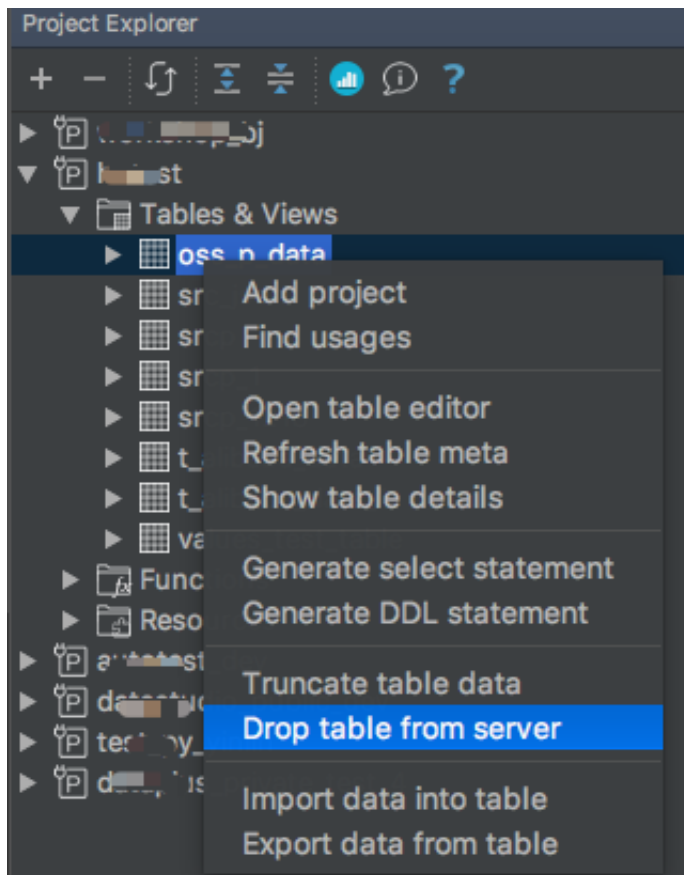 Project Explorer
oss_p_data
Add project
Find usages
Open table editor
Refresh table meta
Show table details
Generate select statement
Generate DDL statement
Truncate table data
Drop table from server
Import data into table
Export data from table
Tables & Views